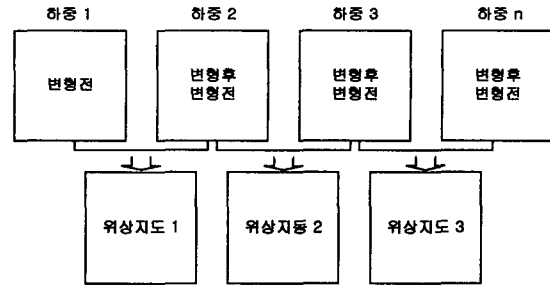 하중 1 하중 2 하중 3 하중 n
변형전 변형후 변형후 변형후
변형전 변형전 변형전
위상지도 1 위상지동 2 위상지도 3